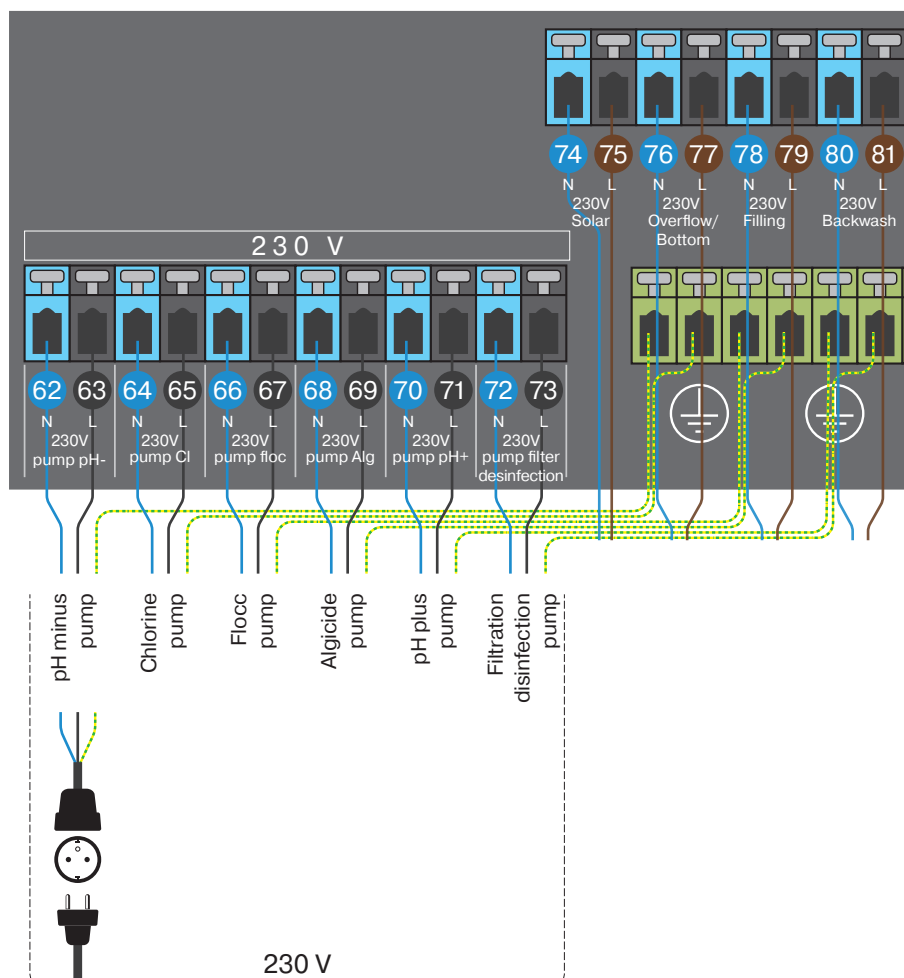 74 75 76 77 78 79 80 81
N L N L N L N L
230V 230V 230V 230V
Solar Overflow/ Filling Backwash
Bottom
230 V
62 63 64 65 66 67 68 69 70 71 72 73
N L N L N L N L N L N L
230V 230V 230V 230V 230V 230V
pump pH- pump Cl pump floc pump Alg pump pH+ pump filter
desinfection
pH minus
pump
Chlorine
pump
Flocc
pump
Algicide
pump
pH plus
pump
Filtration
disinfection
pump
230 V